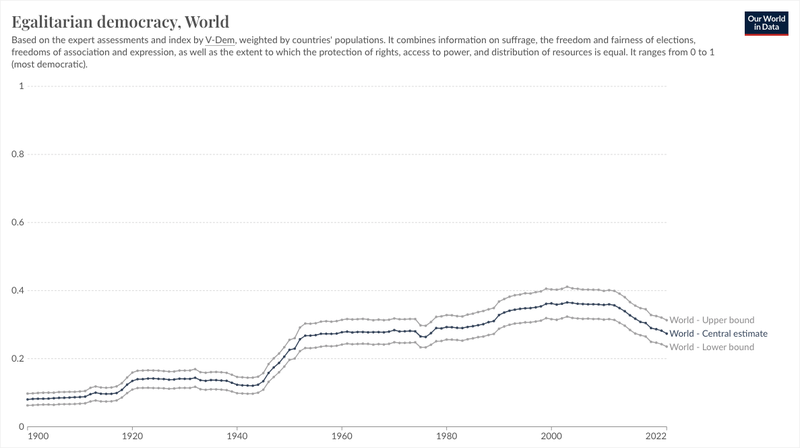 Egalitarian democracy, World
Our World
in Data
Based on the expert assessments and index by V-Dem, weighted by countries' populations. It combines information on suffrage, the freedom and fairness of elections,
freedoms of association and expression, as well as the extent to which the protection of rights, access to power, and distribution of resources is equal. It ranges from 0 to 1
(most democratic).
1
0.8
0.6
0.4
World - Upper bound
World - Central estimate
World - Lower bound
0.2
0
1900 1920 1940 1960 1980 2000 2022